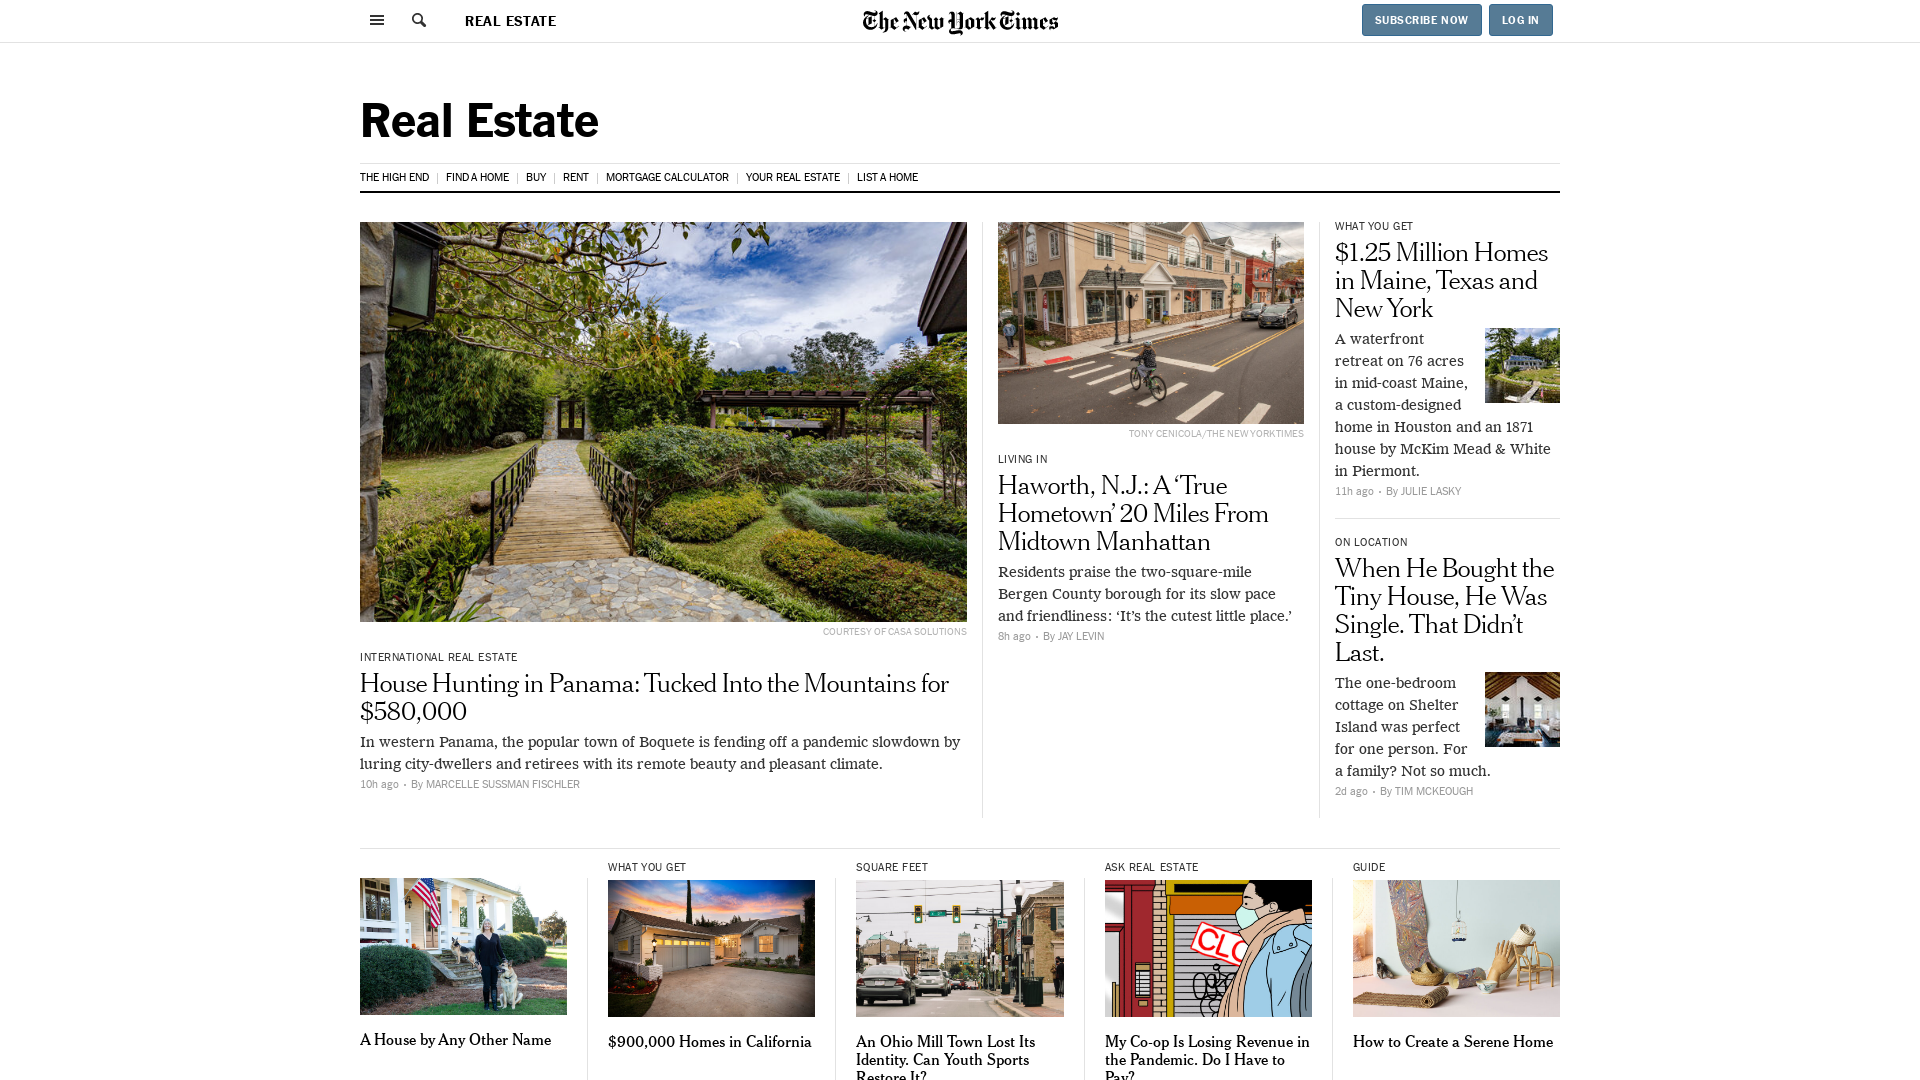 REAL ESTATE
The New York Times
SUBSCRIBE NOW
LOG IN
Real Estate
THE HIGH END
FIND A HOME
BUY
RENT
MORTGAGE CALCULATOR
YOUR REAL ESTATE
LIST A HOME
COURTESY OF CASA SOLUTIONS
INTERNATIONAL REAL ESTATE
House Hunting in Panama: Tucked Into the Mountains for
$580,000
In western Panama, the popular town of Boquete is fending off a pandemic slowdown by
luring city-dwellers and retirees with its remote beauty and pleasant climate.
10h ago • By MARCELLE SUSSMAN FISCHLER
TONY CENICOLA/THE NEW YORK TIMES
LIVING IN
Haworth, N.J.: A ‘True
Hometown’ 20 Miles From
Midtown Manhattan
Residents praise the two-square-mile
Bergen County borough for its slow pace
and friendliness: ‘It’s the cutest little place.’
8h ago • By JAY LEVIN
WHAT YOU GET
$1.25 Million Homes
in Maine, Texas and
New York
A waterfront
retreat on 76 acres
in mid-coast Maine,
a custom-designed
home in Houston and an 1871
house by McKim Mead & White
in Piermont.
11h ago • By JULIE LASKY
ON LOCATION
When He Bought the
Tiny House, He Was
Single. That Didn’t
Last.
The one-bedroom
cottage on Shelter
Island was perfect
for one person. For
a family? Not so much.
2d ago • By TIM MCKEOUGH
A House by Any Other Name
WHAT YOU GET
$900,000 Homes in California
SQUARE FEET
An Ohio Mill Town Lost Its
Identity. Can Youth Sports
Restore It?
ASK REAL ESTATE
CLO
My Co-op Is Losing Revenue in
the Pandemic. Do I Have to
Pay?
GUIDE
How to Create a Serene Home